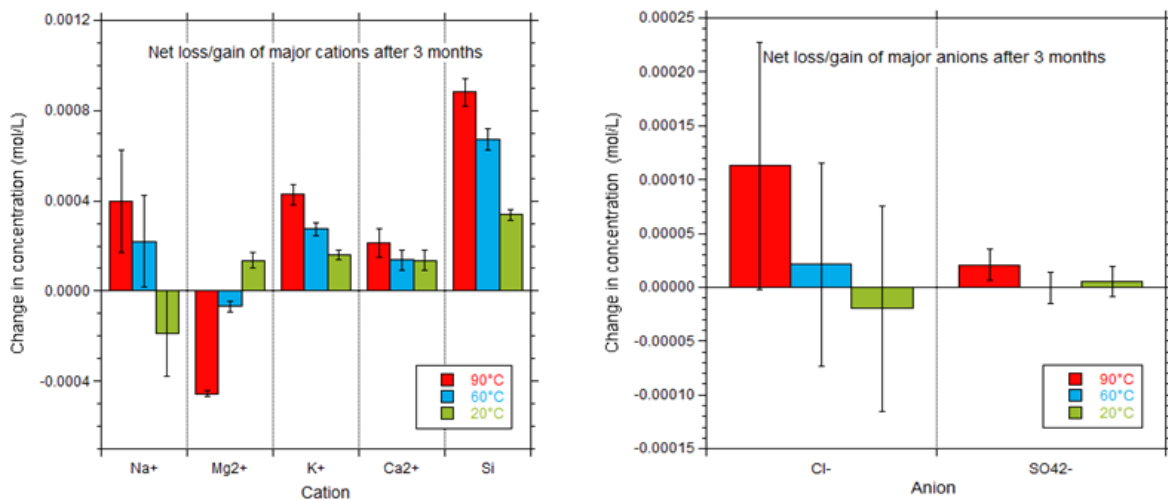 Net loss/gain of major cations after 3 months
Change in concentration (mol/L)
0.0012
0.0008
0.0004
0.0000
-0.0004
90°C
60°C
20°C
Na+ Mg2+ K+ Ca2+ Si
Cation
Net loss/gain of major anions after 3 months
Change in concentration (mol/L)
0.00025
0.00020
0.00015
0.00010
0.00005
0.00000
-0.00005
-0.00010
-0.00015
90°C
60°C
20°C
Cl- SO42-
Anion